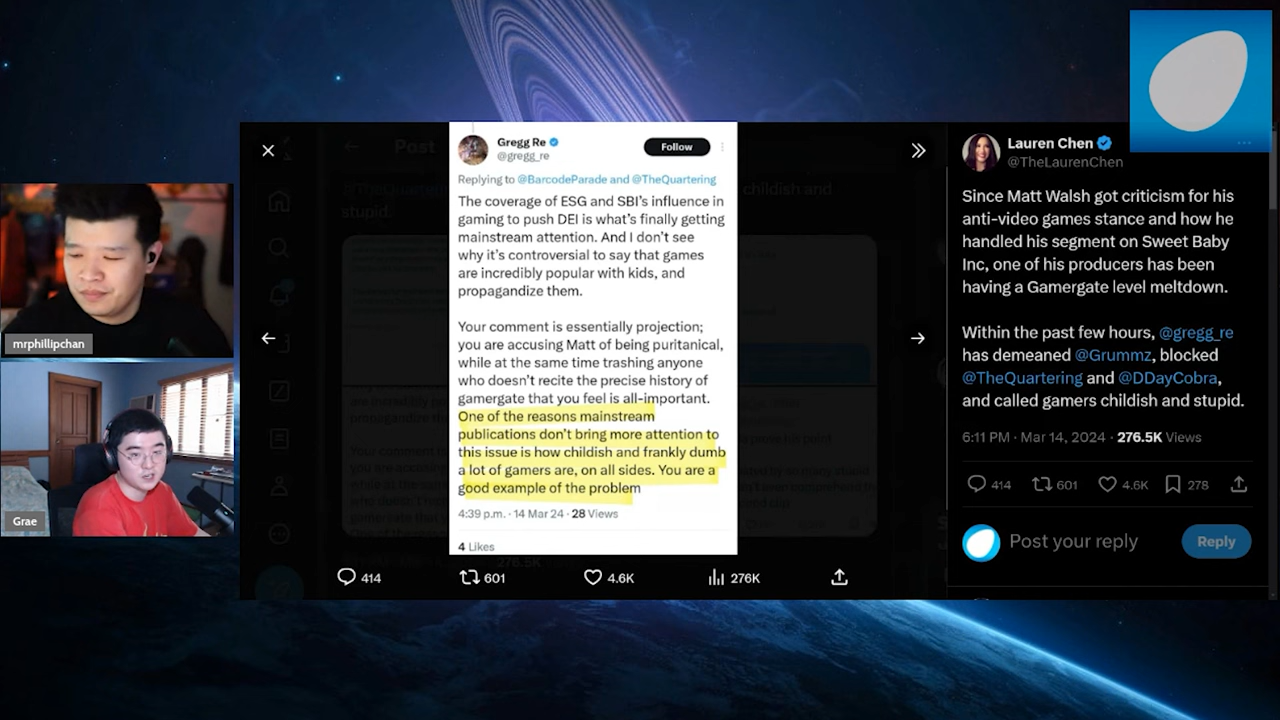 Gregg Re
@gregg_re
Follow
Replying to @BarcodeParade and @TheQuartering
The coverage of ESG and SBI's influence in
gaming to push DEI is what's finally getting
mainstream attention. And I don't see
why it's controversial to say that games
are incredibly popular with kids, and
propagandize them.
Your comment is essentially projection;
you are accusing Matt of being puritanical,
while at the same time trashing anyone
who doesn't recite the precise history of
gamergate that you feel is all-important.
One of the reasons mainstream
publications don't bring more attention to
this issue is how childish and frankly dumb
a lot of gamers are, on all sides. You are a
good example of the problem
4:39 p.m. · 14 Mar 24 · 28 Views
4 Likes
414
601
4.6K
276K
Post
childish and
stupid.
mrphillipchan
Grae
Lauren Chen
@TheLaurenChen
Since Matt Walsh got criticism for his
anti-video games stance and how he
handled his segment on Sweet Baby
Inc, one of his producers has been
having a Gamergate level meltdown.
Within the past few hours, @gregg_re
has demeaned @Grummz, blocked
@TheQuartering and @DDayCobra,
and called gamers childish and stupid.
6:11 PM · Mar 14, 2024 · 276.5K Views
414
601
4.6K
278
Post your reply
Reply